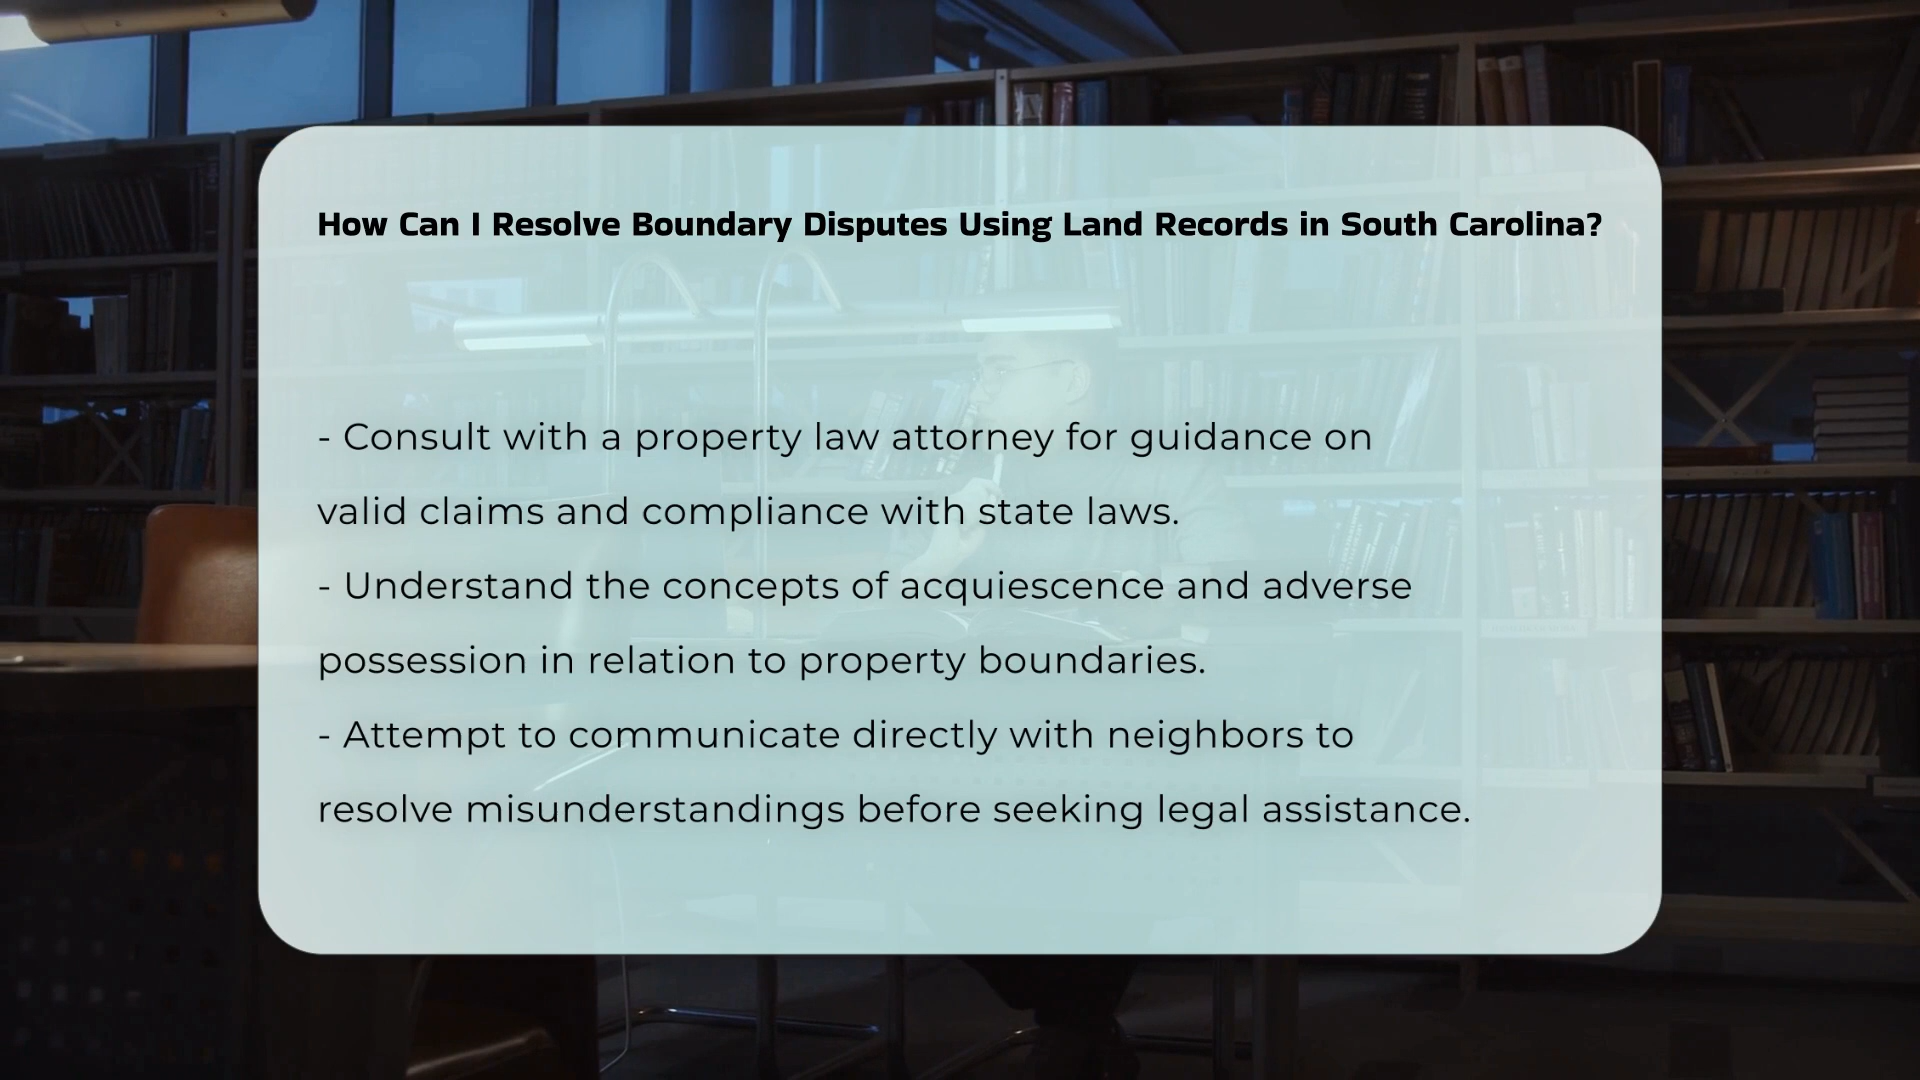 How Can I Resolve Boundary Disputes Using Land Records in South Carolina?
- Consult with a property law attorney for guidance on
valid claims and compliance with state laws.
- Understand the concepts of acquiescence and adverse
possession in relation to property boundaries.
- Attempt to communicate directly with neighbors to
resolve misunderstandings before seeking legal assistance.